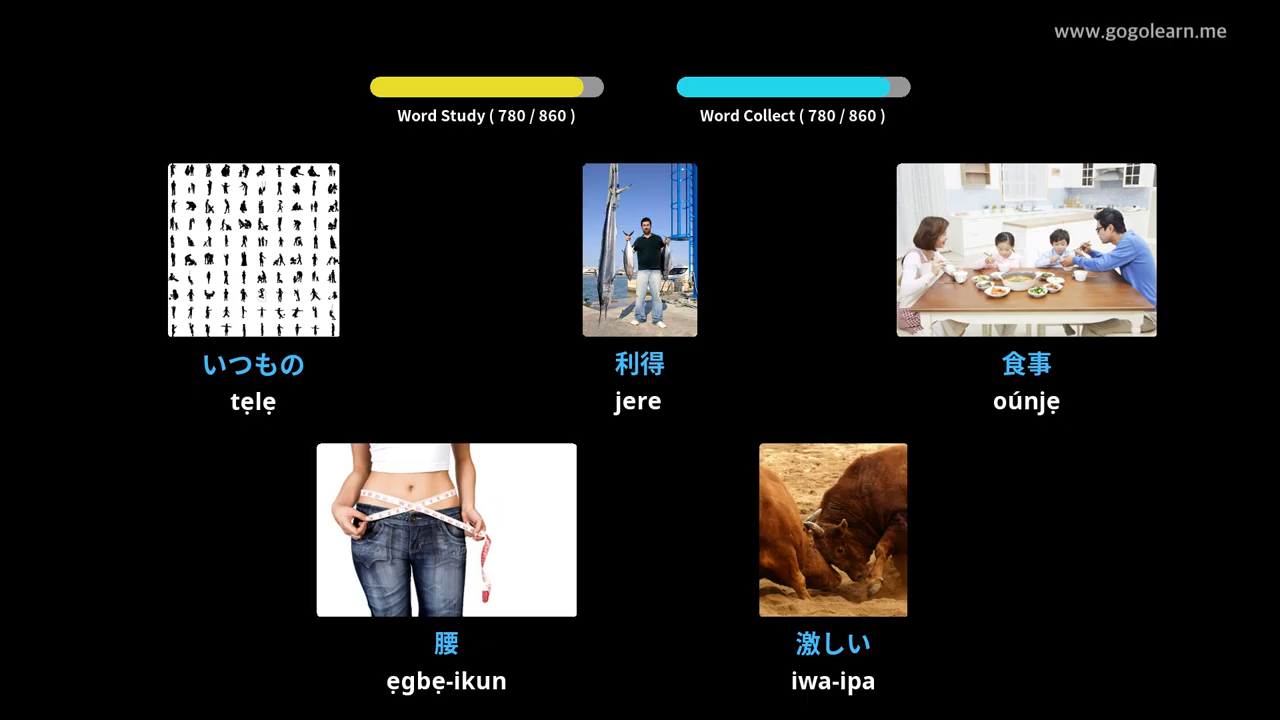 www.gogolearn.me
Word Study ( 780 / 860 )
Word Collect ( 780 / 860 )
いつもの
tẹlẹ
利得
jere
食事
oúnjẹ
腰
ẹgbẹ-ikun
激しい
iwa-ipa